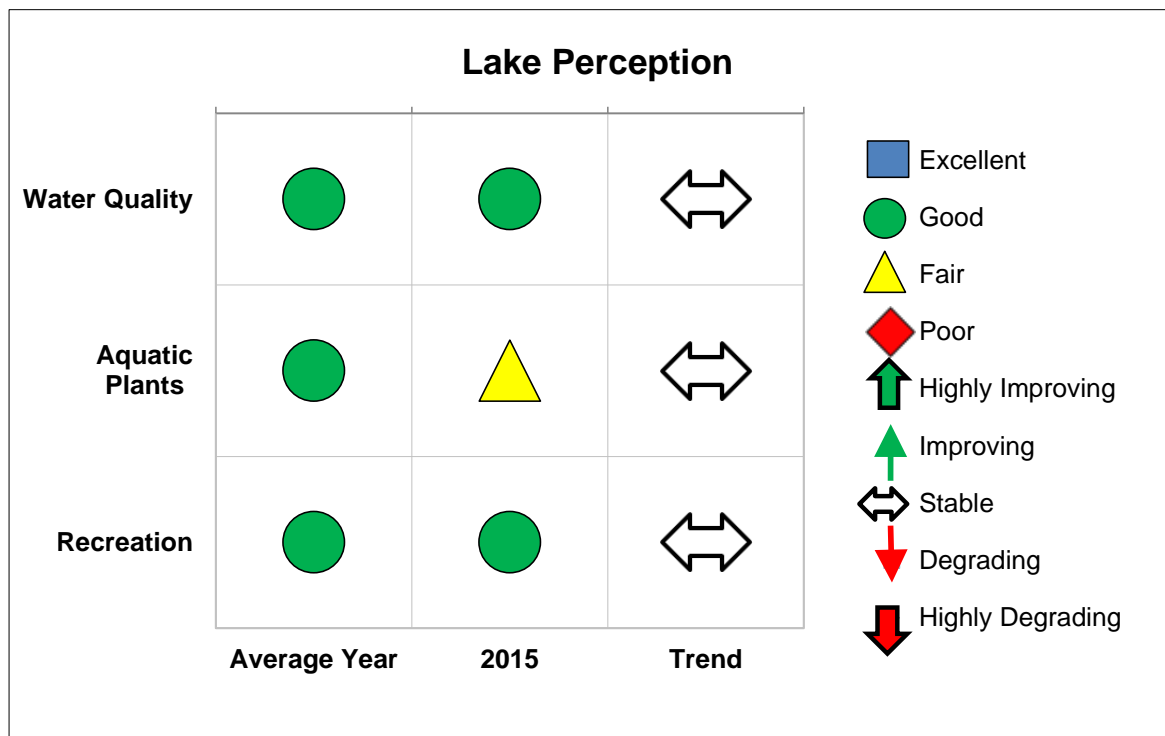 Lake Perception
Water Quality
Aquatic
Plants
Recreation
Average Year
2015
Trend
Excellent
Good
Fair
Poor
Highly Improving
Improving
Stable
Degrading
Highly Degrading